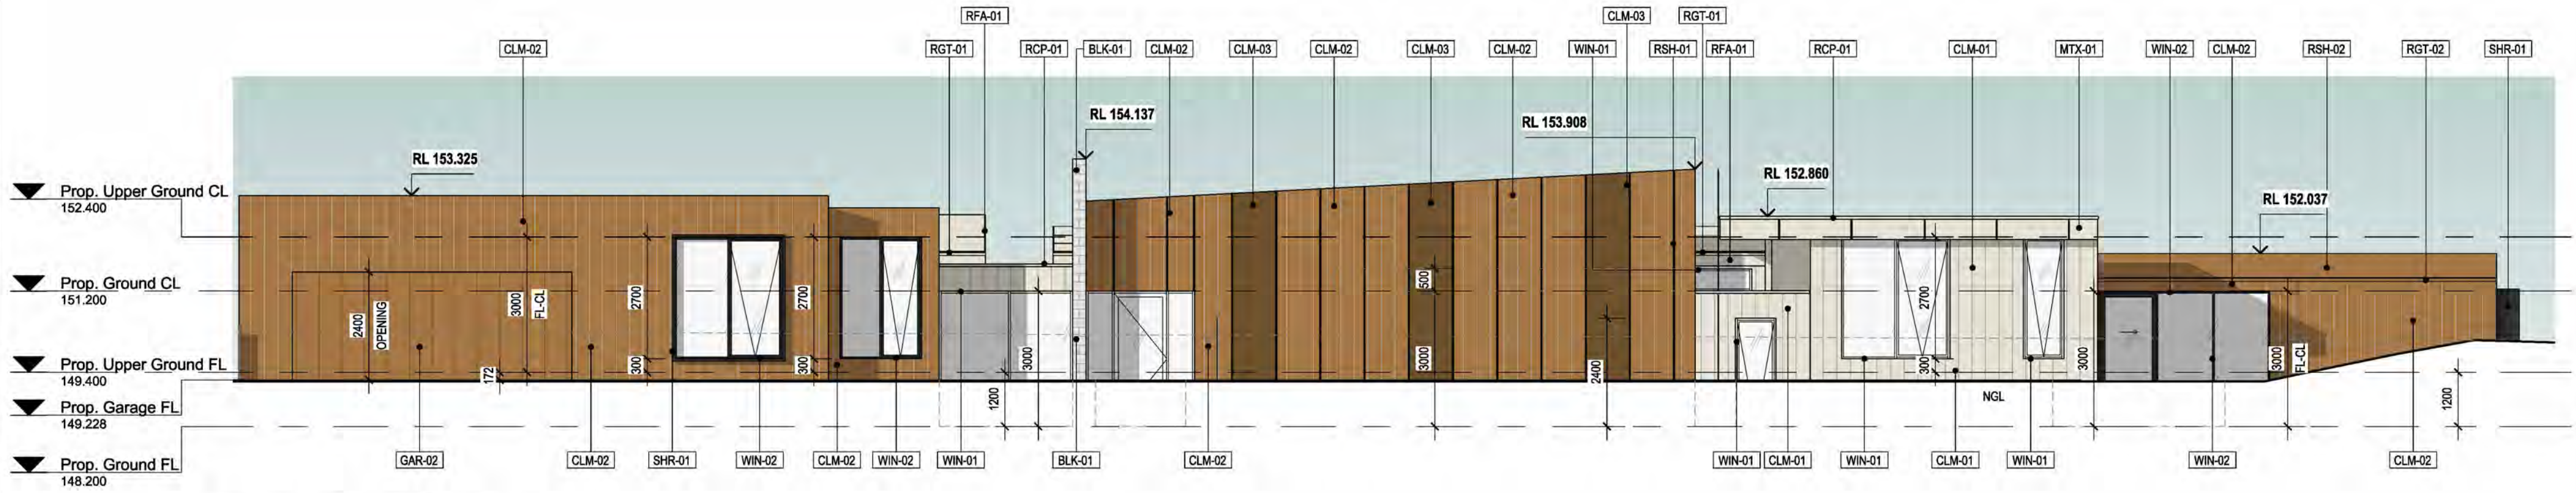 RFA-01
CLM-03
RGT-01
CLM-02
RGT-01
RCP-01
BLK-01
CLM-02
CLM-03
CLM-02
CLM-03
CLM-02
WIN-01
RSH-01
RFA-01
RCP-01
CLM-01
MTX-01
WIN-02
CLM-02
RSH-02
RGT-02
SHR-01
RL 154.137
RL 153.908
RL 153.325
RL 152.860
RL 152.037
Prop. Upper Ground CL
152.400
Prop. Ground CL
151.200
Prop. Upper Ground FL
149.400
Prop. Garage FL
149.228
Prop. Ground FL
148.200
2400
OPENING
172
3000
FL-CL
2700
300
2700
300
1200
3000
500
3000
2400
2700
300
3000
3000
FL-CL
1200
NGL
GAR-02
CLM-02
SHR-01
WIN-02
CLM-02
WIN-02
WIN-01
BLK-01
CLM-02
WIN-01
CLM-01
WIN-01
CLM-01
WIN-01
WIN-02
CLM-02